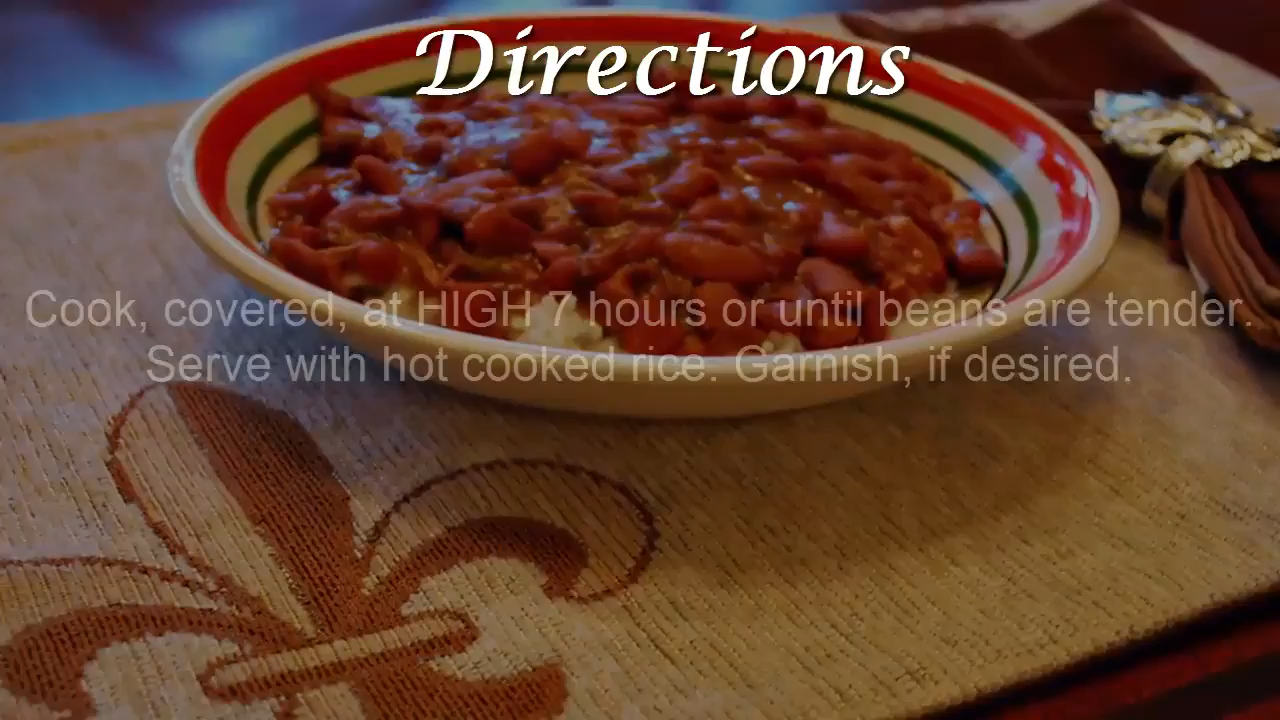 Directions
Cook, covered, at HIGH 7 hours or until beans are tender.
Serve with hot cooked rice. Garnish, if desired.